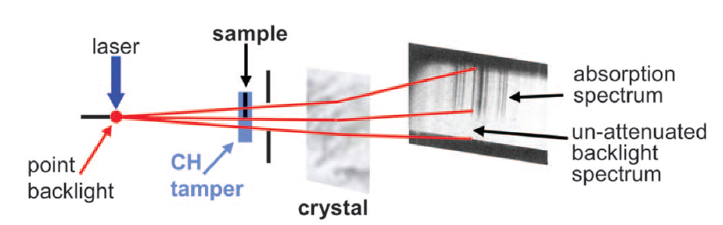 laser
sample
absorption
spectrum
un-attenuated
backlight
spectrum
point
backlight
CH
tamper
crystal